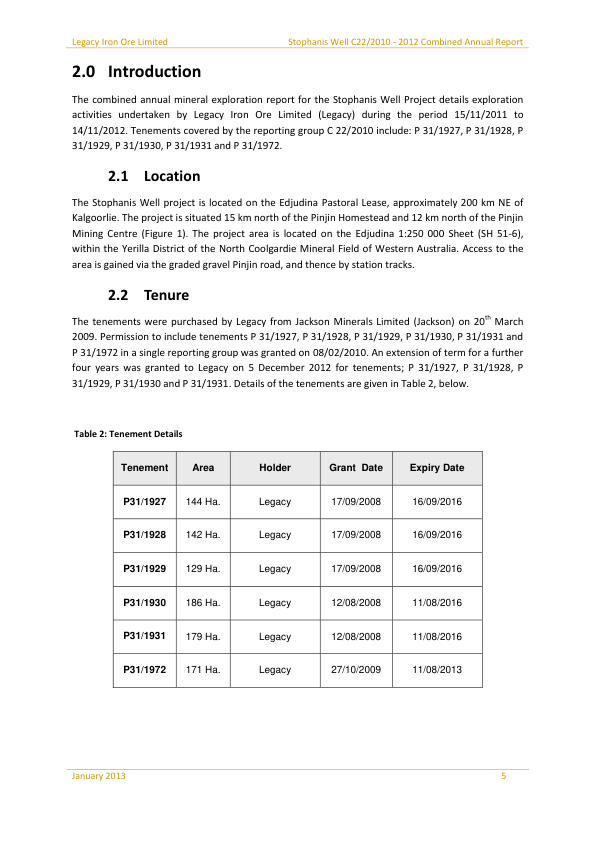 Legacy Iron Ore Limited Stophanis Well C22/2010 - 2012 Combined Annual Report
2.0 Introduction
The combined annual mineral exploration report for the Stophanis Well Project details exploration
activities undertaken by Legacy Iron Ore Limited (Legacy) during the period 15/11/2011 to
14/11/2012. Tenements covered by the reporting group C 22/2010 include: P 31/1927, P 31/1928, P
31/1929, P 31/1930, P 31/1931 and P 31/1972.
2.1 Location
The Stophanis Well project is located on the Edjudina Pastoral Lease, approximately 200 km NE of
Kalgoorlie. The project is situated 15 km north of the Pinjin Homestead and 12 km north of the Pinjin
Mining Centre (Figure 1). The project area is located on the Edjudina 1:250 000 Sheet (SH 51-6),
within the Yerilla District of the North Coolgardie Mineral Field of Western Australia. Access to the
area is gained via the graded gravel Pinjin road, and thence by station tracks.
2.2 Tenure
The tenements were purchased by Legacy from Jackson Minerals Limited (Jackson) on 20th March
2009. Permission to include tenements P 31/1927, P 31/1928, P 31/1929, P 31/1930, P 31/1931 and
P 31/1972 in a single reporting group was granted on 08/02/2010. An extension of term for a further
four years was granted to Legacy on 5 December 2012 for tenements; P 31/1927, P 31/1928, P
31/1929, P 31/1930 and P 31/1931. Details of the tenements are given in Table 2, below.
Table 2: Tenement Details
Tenement Area Holder Grant Date Expiry Date
P31/1927 144 Ha. Legacy 17/09/2008 16/09/2016
P31/1928 142 Ha. Legacy 17/09/2008 16/09/2016
P31/1929 129 Ha. Legacy 17/09/2008 16/09/2016
P31/1930 186 Ha. Legacy 12/08/2008 11/08/2016
P31/1931 179 Ha. Legacy 12/08/2008 11/08/2016
P31/1972 171 Ha. Legacy 27/10/2009 11/08/2013
January 2013 5